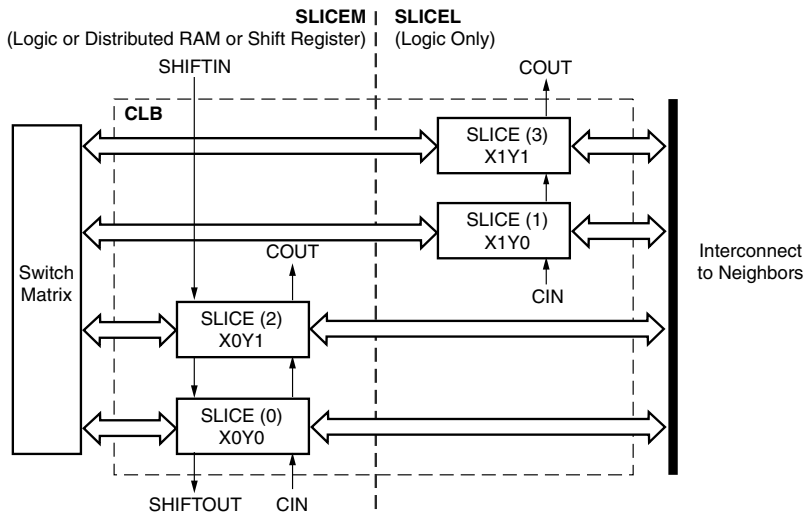 SLICEM
(Logic or Distributed RAM or Shift Register)
SLICEL
(Logic Only)
SHIFTIN
COUT
CLB
SLICE (3)
X1Y1
SLICE (1)
X1Y0
COUT
CIN
Switch
Matrix
Interconnect
to Neighbors
SLICE (2)
X0Y1
SLICE (0)
X0Y0
SHIFTOUT
CIN